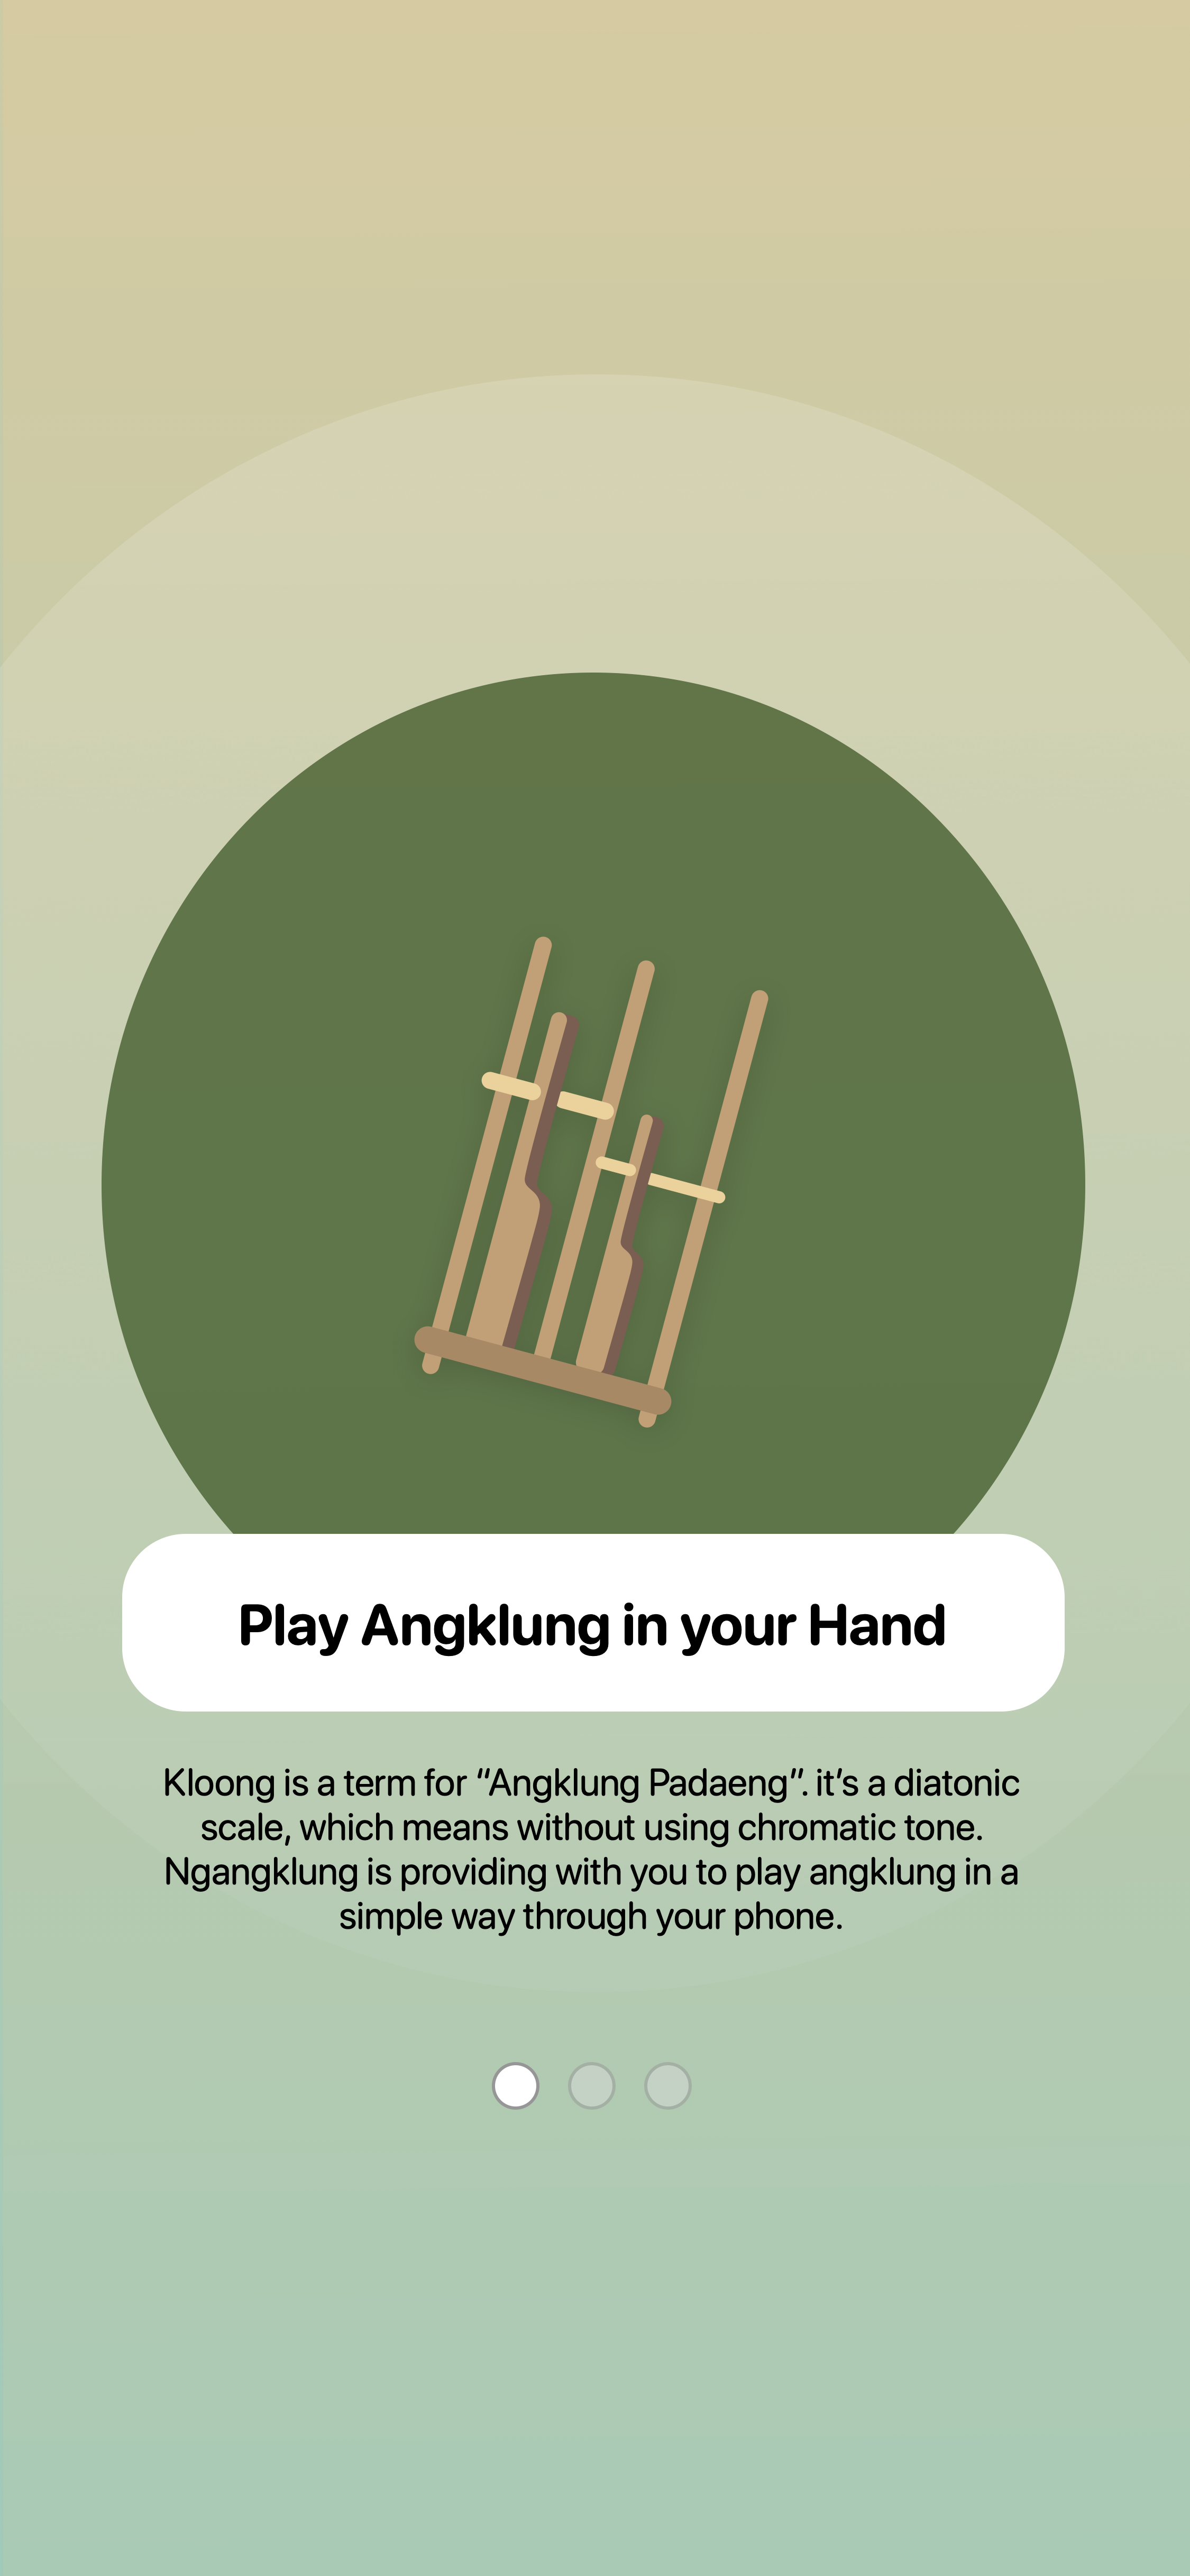 Play Angklung in your Hand
Kloong is a term for “Angklung Padaeng”. it’s a diatonic
scale, which means without using chromatic tone.
Ngangklung is providing with you to play angklung in a
simple way through your phone.